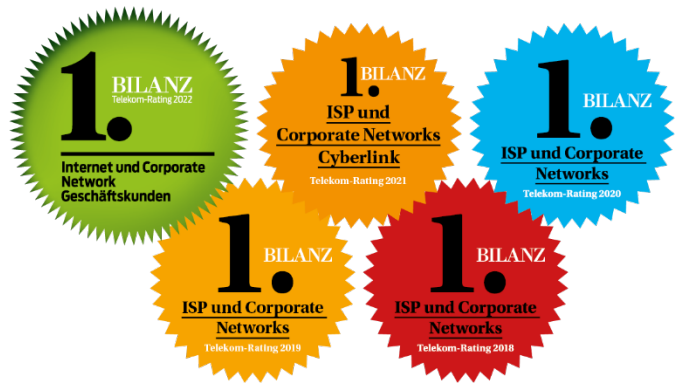 1.
BILANZ
Telekom-Rating 2022
Internet und Corporate
Network
Geschäftskunden
1.
BILANZ
ISP und
Corporate Networks
Cyberlink
Telekom-Rating 2021
1.
BILANZ
ISP und Corporate
Networks
Telekom-Rating 2020
1.
BILANZ
ISP und Corporate
Networks
Telekom-Rating 2019
1.
BILANZ
ISP und Corporate
Networks
Telekom-Rating 2018